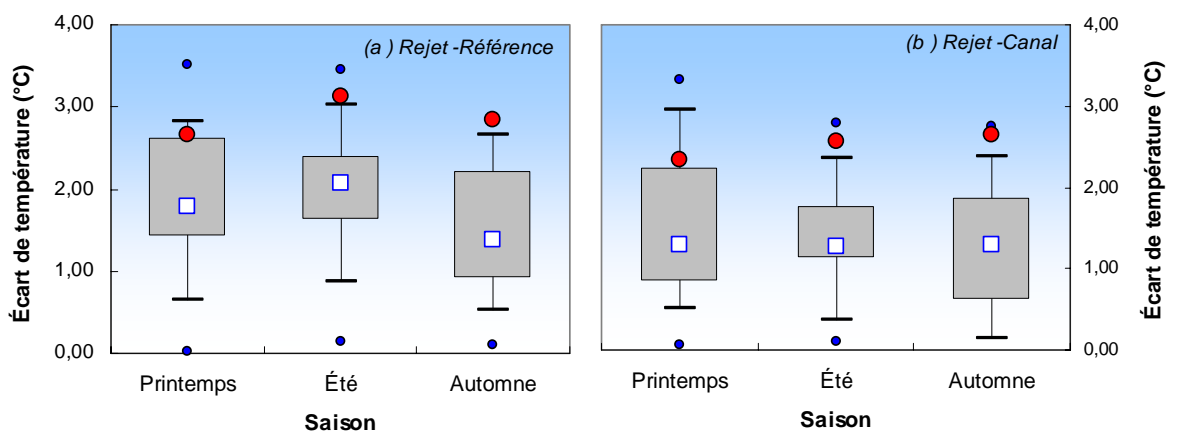 (a ) Rejet -Référence
Écart de température (°C)
4,00
3,00
2,00
1,00
0,00
Printemps Été Automne
Saison
(b ) Rejet -Canal
4,00
3,00
2,00
1,00
0,00
Écart de température (°C)
Printemps Été Automne
Saison